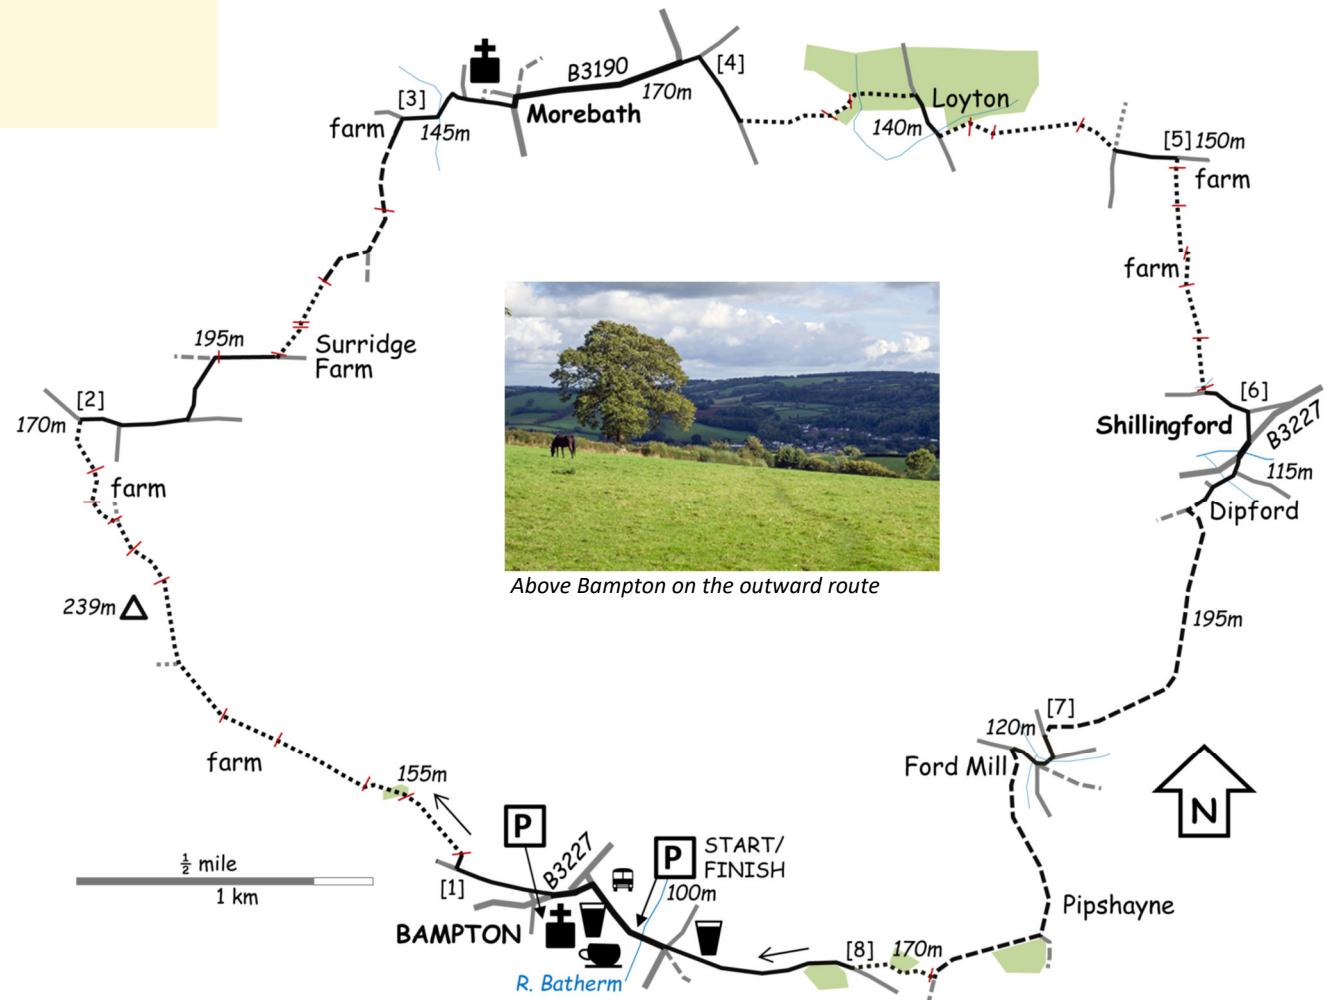 B3190
[4]
170m
Morebath
[3]
145m
farm
Loyton
140m
[5] 150m
farm
farm
195m
Surridge
Farm
[2]
170m
farm
[6]
Shillingford
B3227
115m
Dipford
Above Bampton on the outward route
239m
195m
[7]
120m
Ford Mill
N
farm
155m
P
B3227
P
START/
FINISH
100m
½ mile
1 km
[1]
BAMPTON
Pipshayne
[8]
170m
R. Batherm